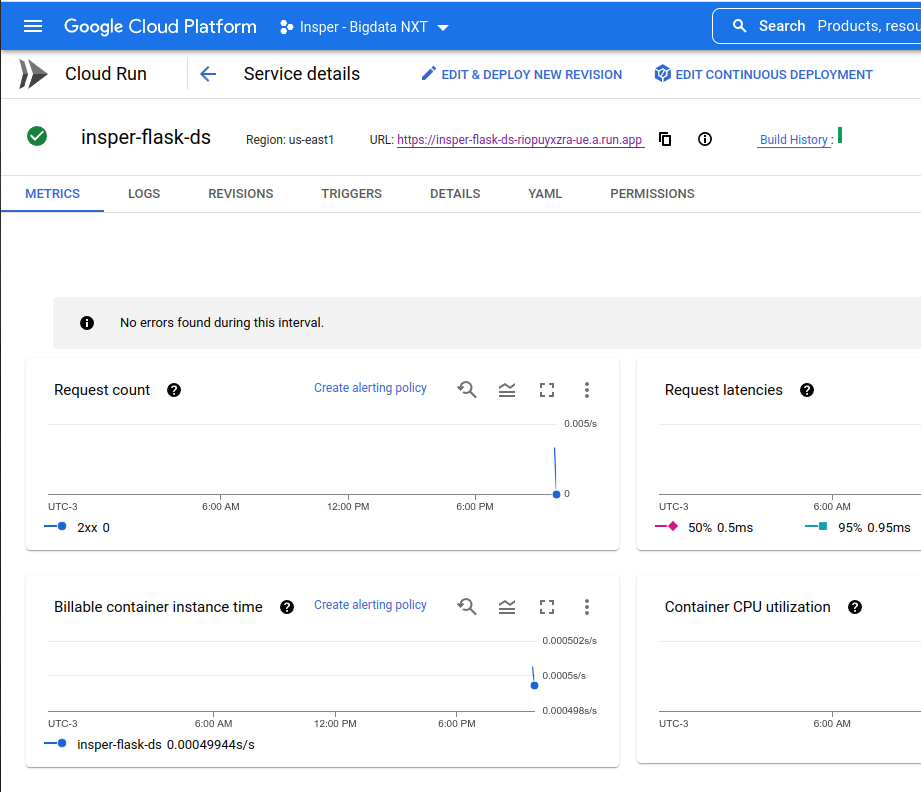 Google Cloud Platform Insper - Bigdata NXT Search Products, resou
Cloud Run Service details EDIT & DEPLOY NEW REVISION EDIT CONTINUOUS DEPLOYMENT
insper-flask-ds Region: us-east1 URL: https://insper-flask-ds-riopuyxzra-ue.a.run.app Build History :
METRICS LOGS REVISIONS TRIGGERS DETAILS YAML PERMISSIONS
No errors found during this interval.
Request count Create alerting policy
0.005/s
0
UTC-3 6:00 AM 12:00 PM 6:00 PM
2xx 0
Request latencies
UTC-3 6:00 AM
50% 0.5ms 95% 0.95ms
Billable container instance time Create alerting policy
0.000502s/s
0.0005s/s
0.000498s/s
UTC-3 6:00 AM 12:00 PM 6:00 PM
insper-flask-ds 0.00049944s/s
Container CPU utilization
UTC-3 6:00 AM